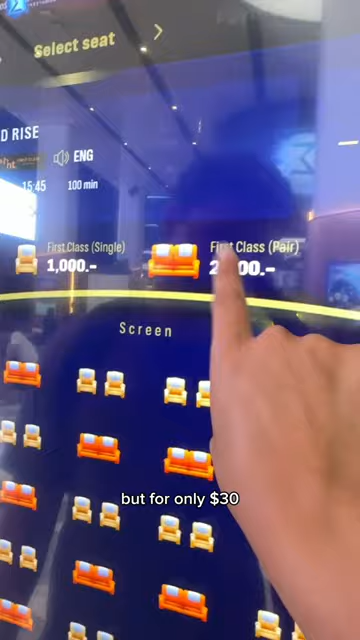 Select seat
D RISE
ENG
15:45 100 min
First Class (Single)
1,000.-
First Class (Pair)
Screen
but for only $30